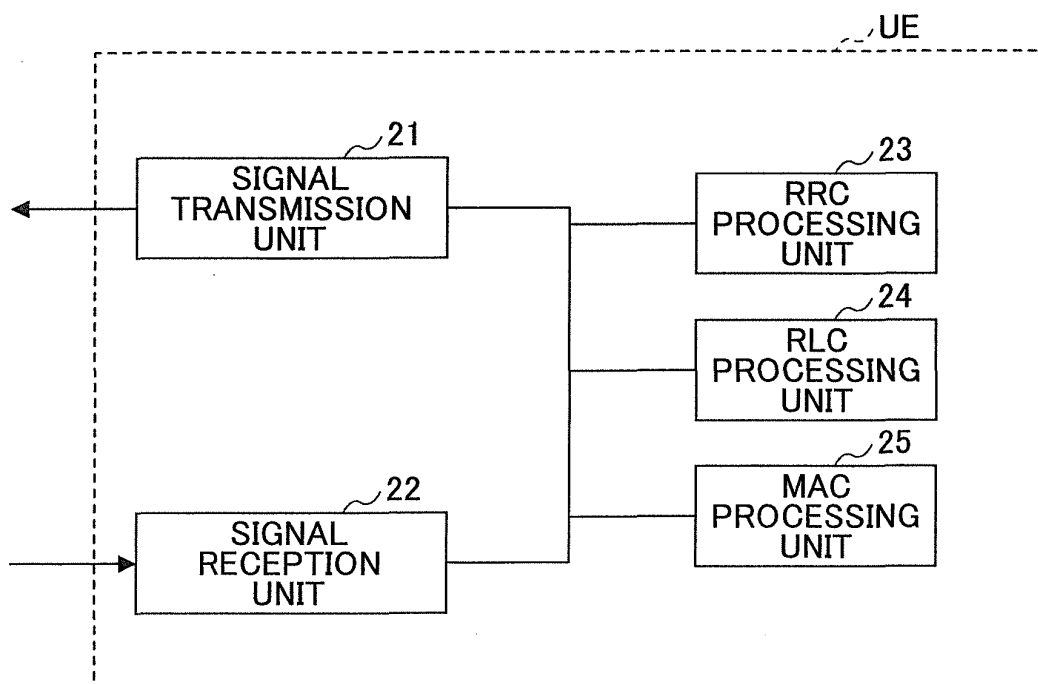 UE
21
SIGNAL
TRANSMISSION
UNIT
23
RRC
PROCESSING
UNIT
24
RLC
PROCESSING
UNIT
25
MAC
PROCESSING
UNIT
22
SIGNAL
RECEPTION
UNIT